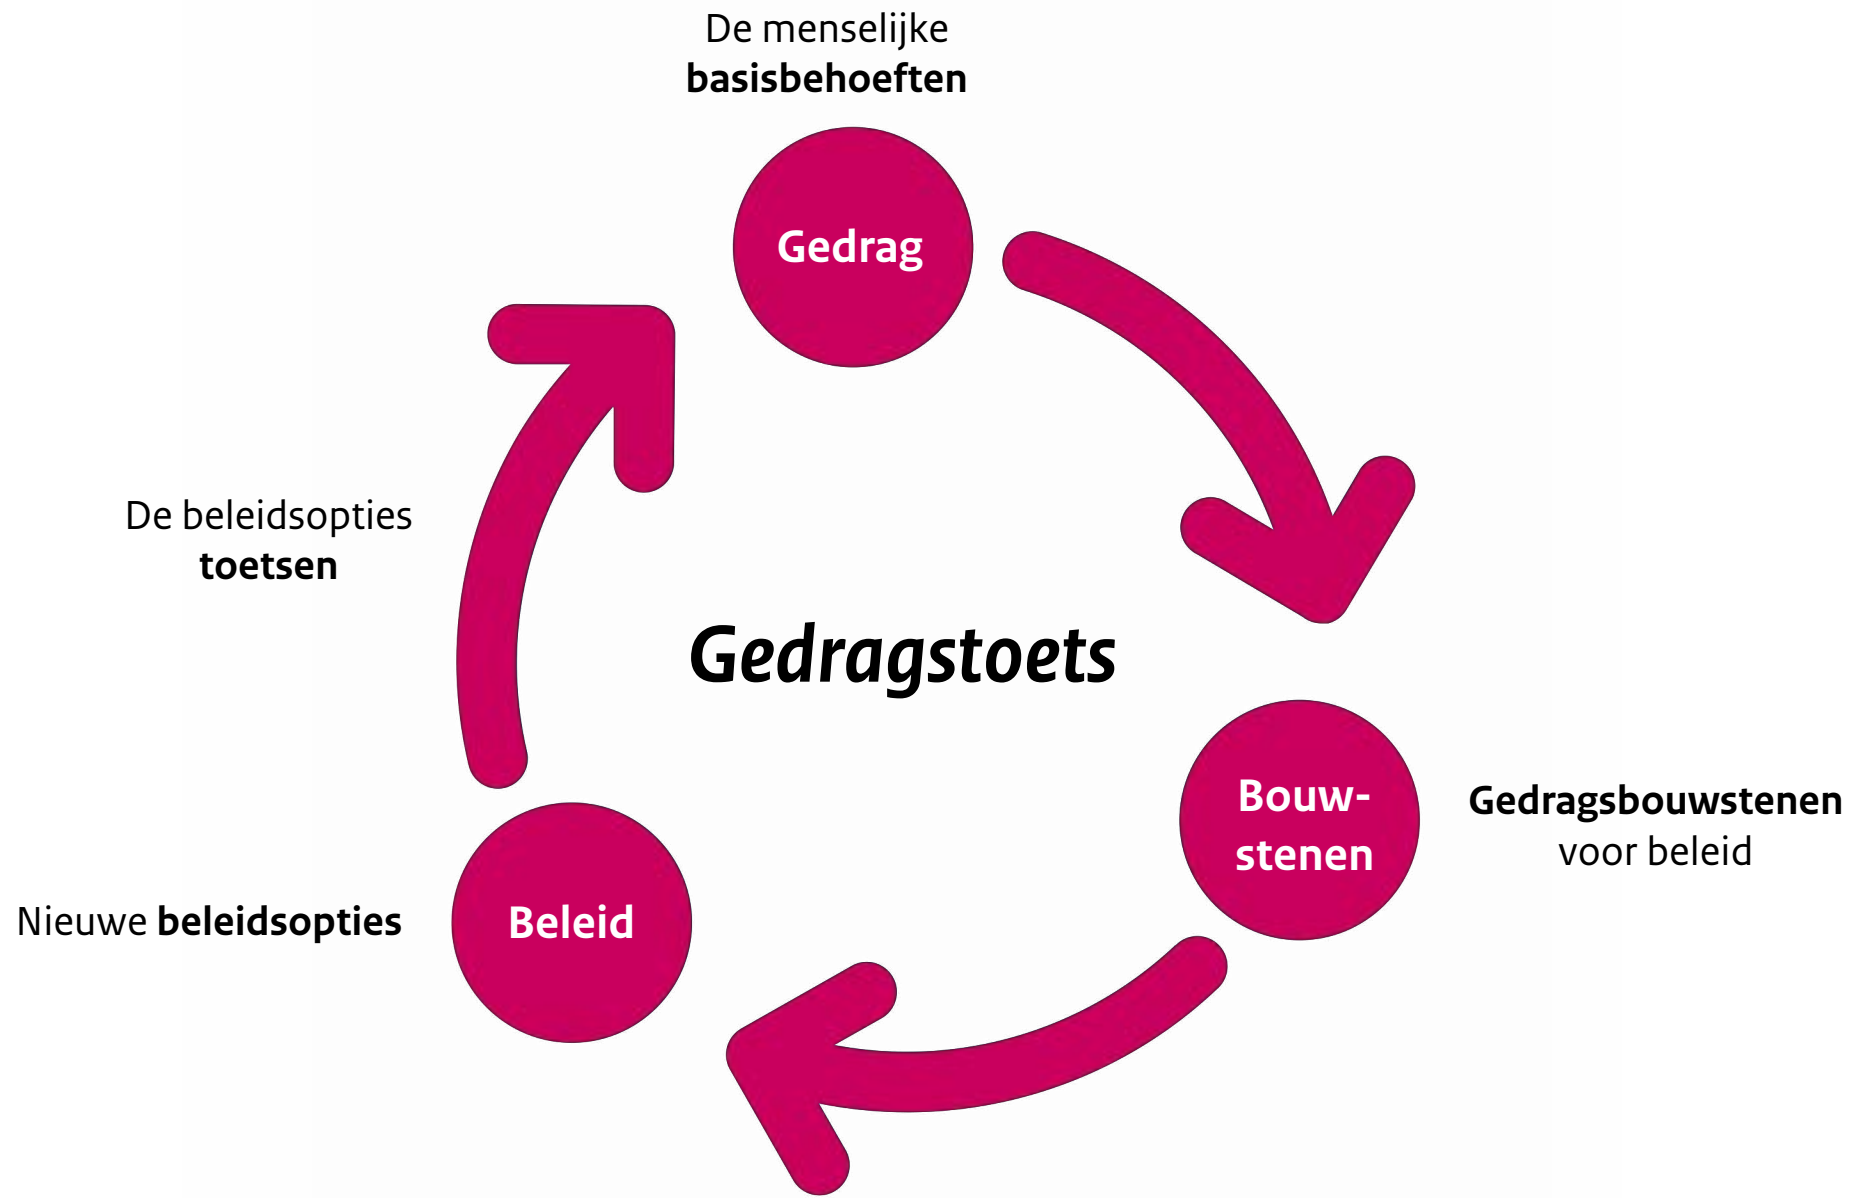 De menselijke
basisbehoeften
Gedrag
De beleidsopties
toetsen
Gedragstoets
Bouw-
stenen
Gedragsbouwstenen
voor beleid
Nieuwe beleidsopties
Beleid